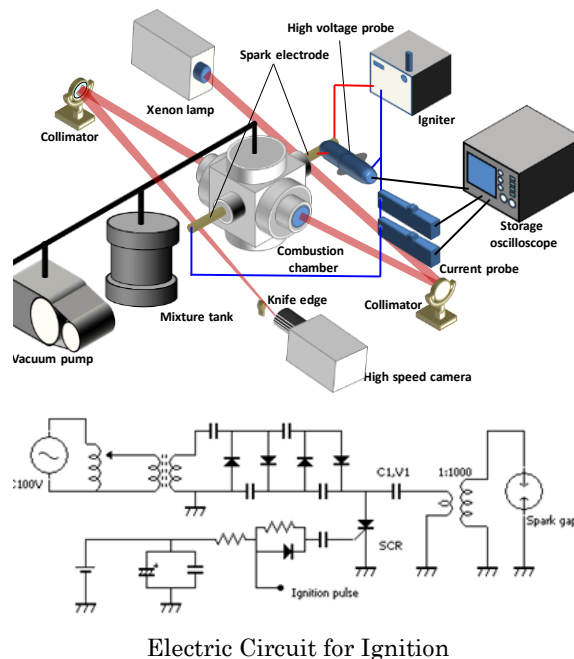 High voltage probe
Spark electrode
Xenon lamp
Igniter
Collimator
Storage
oscilloscope
Combustion
chamber
Current probe
Mixture tank
Knife edge
Collimator
Vacuum pump
High speed camera
C100V
C1,V1
1:1000
Spark gap
SCR
Ignition pulse
Electric Circuit for Ignition